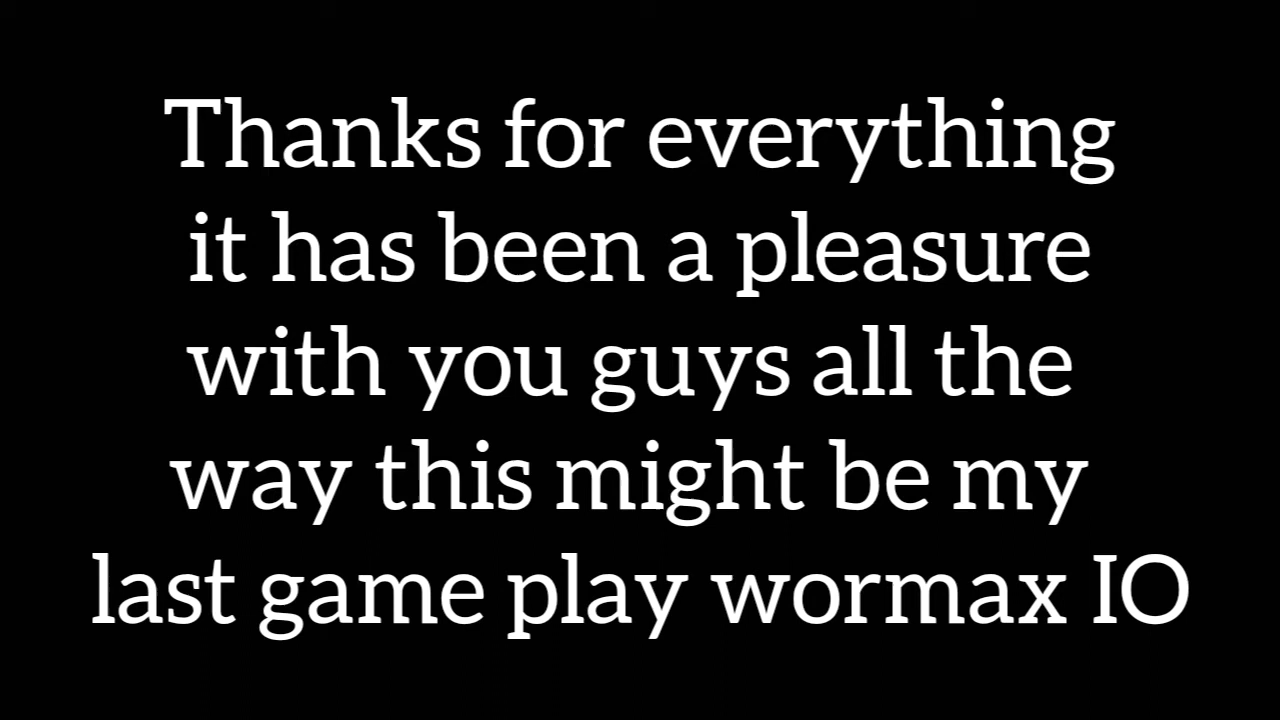 Thanks for everything
it has been a pleasure
with you guys all the
way this might be my
last game play wormax IO